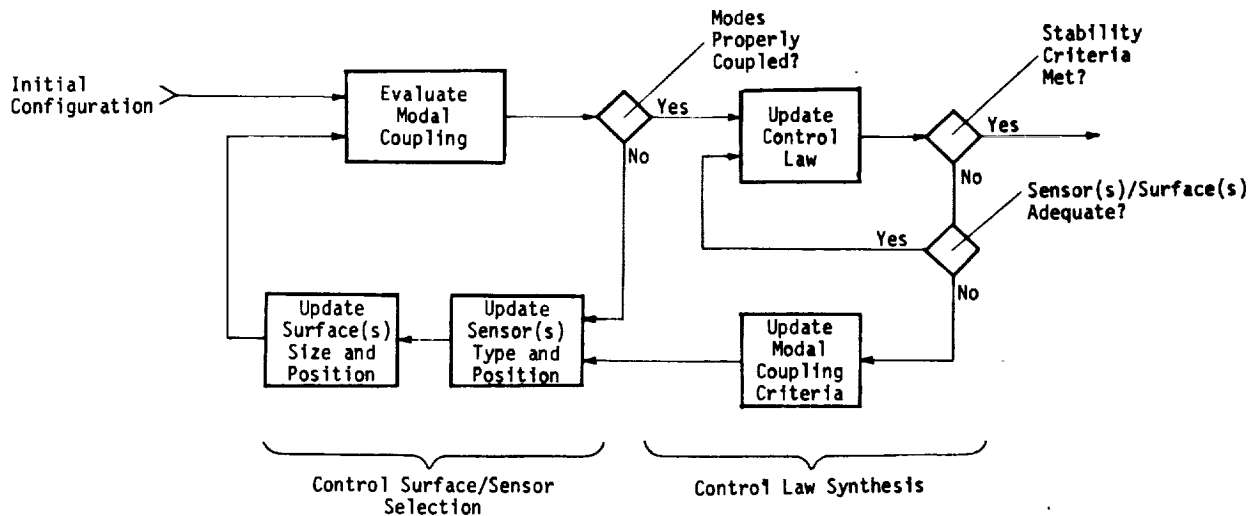 Initial
Configuration
Evaluate
Modal
Coupling
Modes
Properly
Coupled?
Yes
No
Update
Control
Law
Stability
Criteria
Met?
Yes
No
Sensor(s)/Surface(s)
Adequate?
Yes
No
Update
Surface(s)
Size and
Position
Update
Sensor(s)
Type and
Position
Update
Modal
Coupling
Criteria
Control Surface/Sensor
Selection
Control Law Synthesis